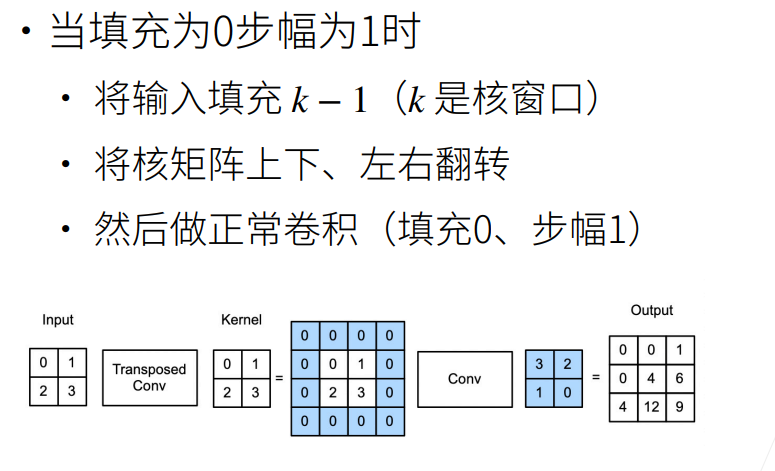 • 当填充为0步幅为1时
• 将输入填充 k − 1（k 是核窗口）
• 将核矩阵上下、左右翻转
• 然后做正常卷积（填充0、步幅1）
Input Kernel Output
0 1
2 3
Transposed
Conv
0 1
2 3
=
0 0 0 0
0 0 1 0
0 2 3 0
0 0 0 0
Conv
3 2
1 0
=
0 0 1
0 4 6
4 12 9